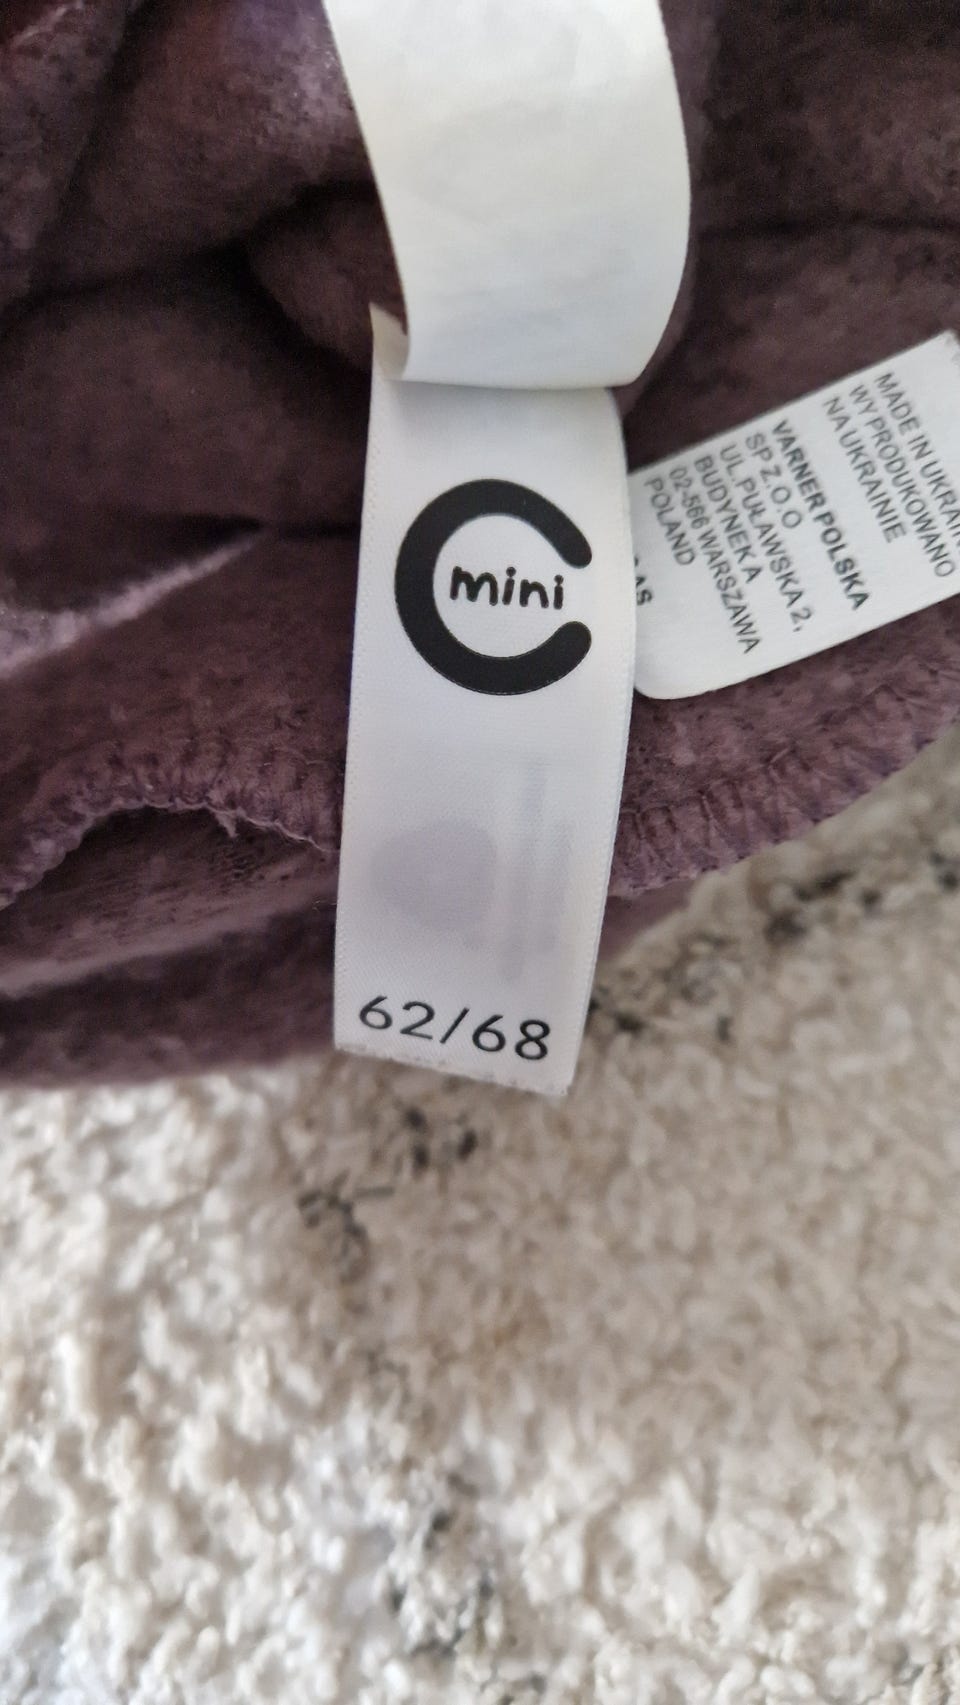 mini
62/68
MADE IN UKRAIN
WYPRODUKOWANO
NA UKRAINIE
VARNER POLSKA
SP Z.O.O
UL.PUŁAWSKA 2,
BUDYNEK A
02-566 WARSZAWA
POLAND